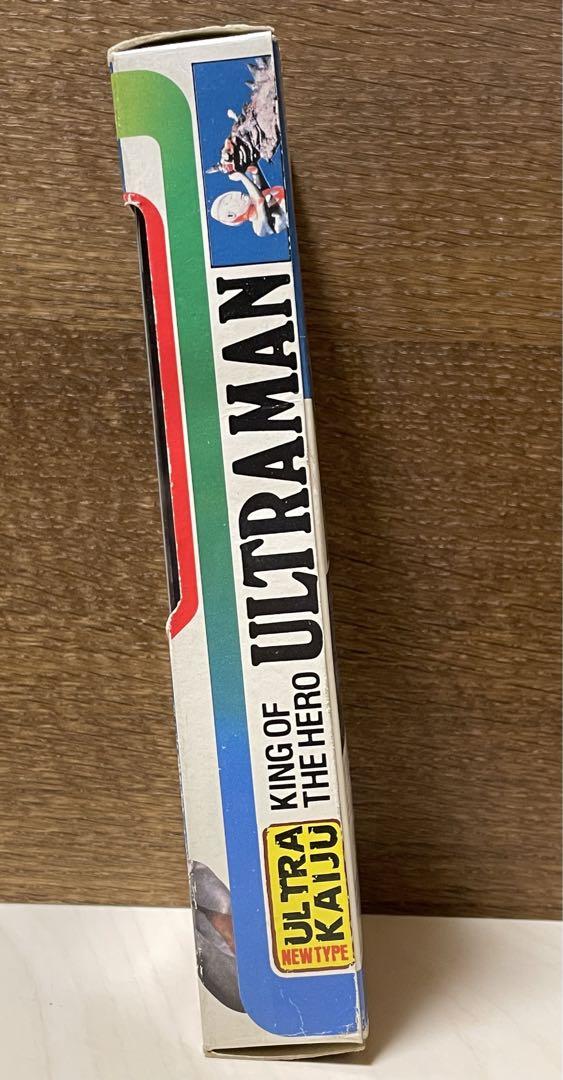 ULTRA
KAIJU
NEW TYPE
KING OF
THE HERO
ULTRAMAN